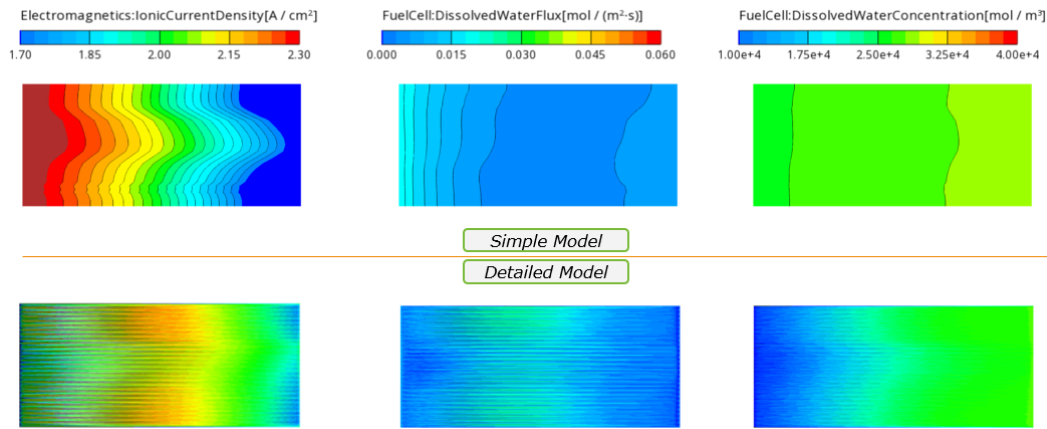 Electromagnetics:IonicCurrentDensity[A / cm²]
1.70 1.85 2.00 2.15 2.30
FuelCell:DissolvedWaterFlux[mol / (m²·s)]
0.000 0.015 0.030 0.045 0.060
FuelCell:DissolvedWaterConcentration[mol / m³]
1.00e+4 1.75e+4 2.50e+4 3.25e+4 4.00e+4
Simple Model
Detailed Model